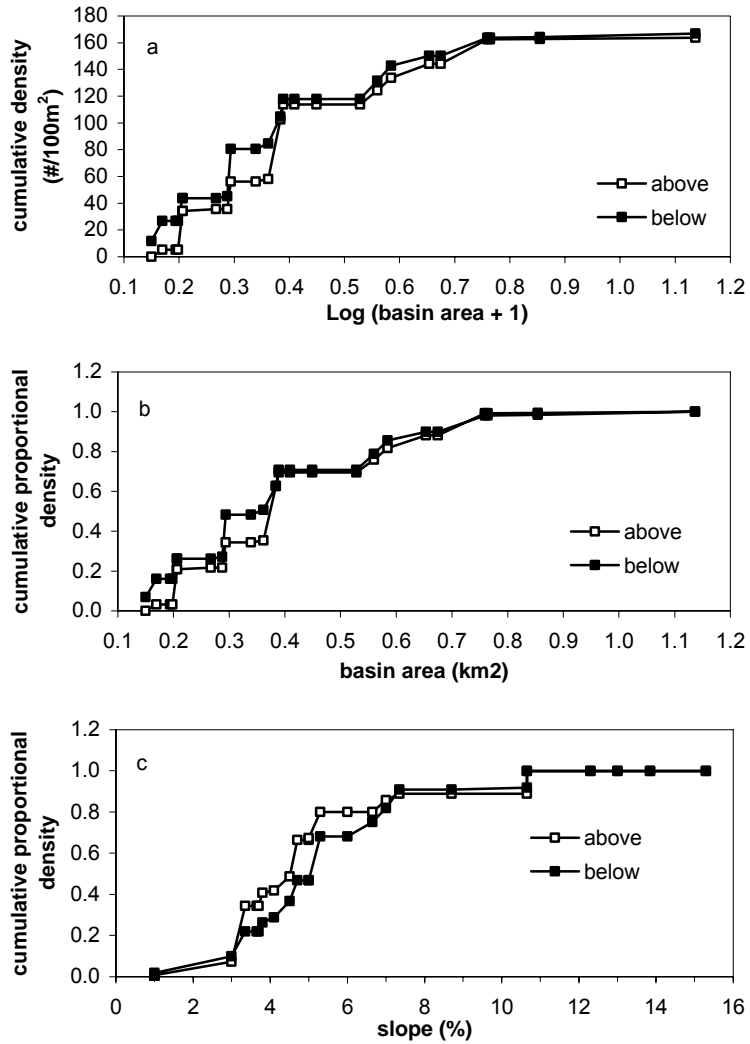 a
cumulative density
(#/100m²)
180
160
140
120
100
80
60
40
20
0
above
below
0.1 0.2 0.3 0.4 0.5 0.6 0.7 0.8 0.9 1.0 1.1 1.2
Log (basin area + 1)
b
cumulative proportional
density
1.2
1.0
0.8
0.6
0.4
0.2
0.0
above
below
0.1 0.2 0.3 0.4 0.5 0.6 0.7 0.8 0.9 1.0 1.1 1.2
basin area (km2)
c
cumulative proportional
density
1.2
1.0
0.8
0.6
0.4
0.2
0.0
above
below
0 2 4 6 8 10 12 14 16
slope (%)